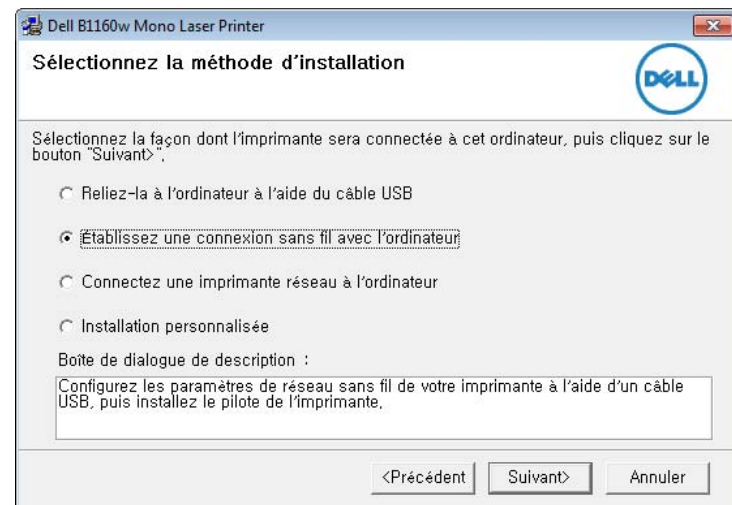 Dell B1160w Mono Laser Printer
Sélectionnez la méthode d'installation
DELL
Sélectionnez la façon dont l'imprimante sera connectée à cet ordinateur, puis cliquez sur le
bouton "Suivant>".
Reliez-la à l'ordinateur à l'aide du câble USB
Établissez une connexion sans fil avec l'ordinateur
Connectez une imprimante réseau à l'ordinateur
Installation personnalisée
Boîte de dialogue de description :
Configurez les paramètres de réseau sans fil de votre imprimante à l'aide d'un câble
USB, puis installez le pilote de l'imprimante.
<Précédent
Suivant>
Annuler